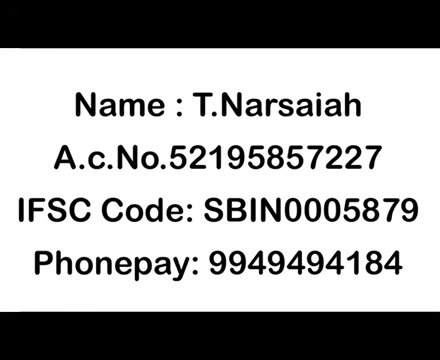 Name : T.Narsaiah
A.c.No.52195857227
IFSC Code: SBIN0005879
Phonepay: 9949494184